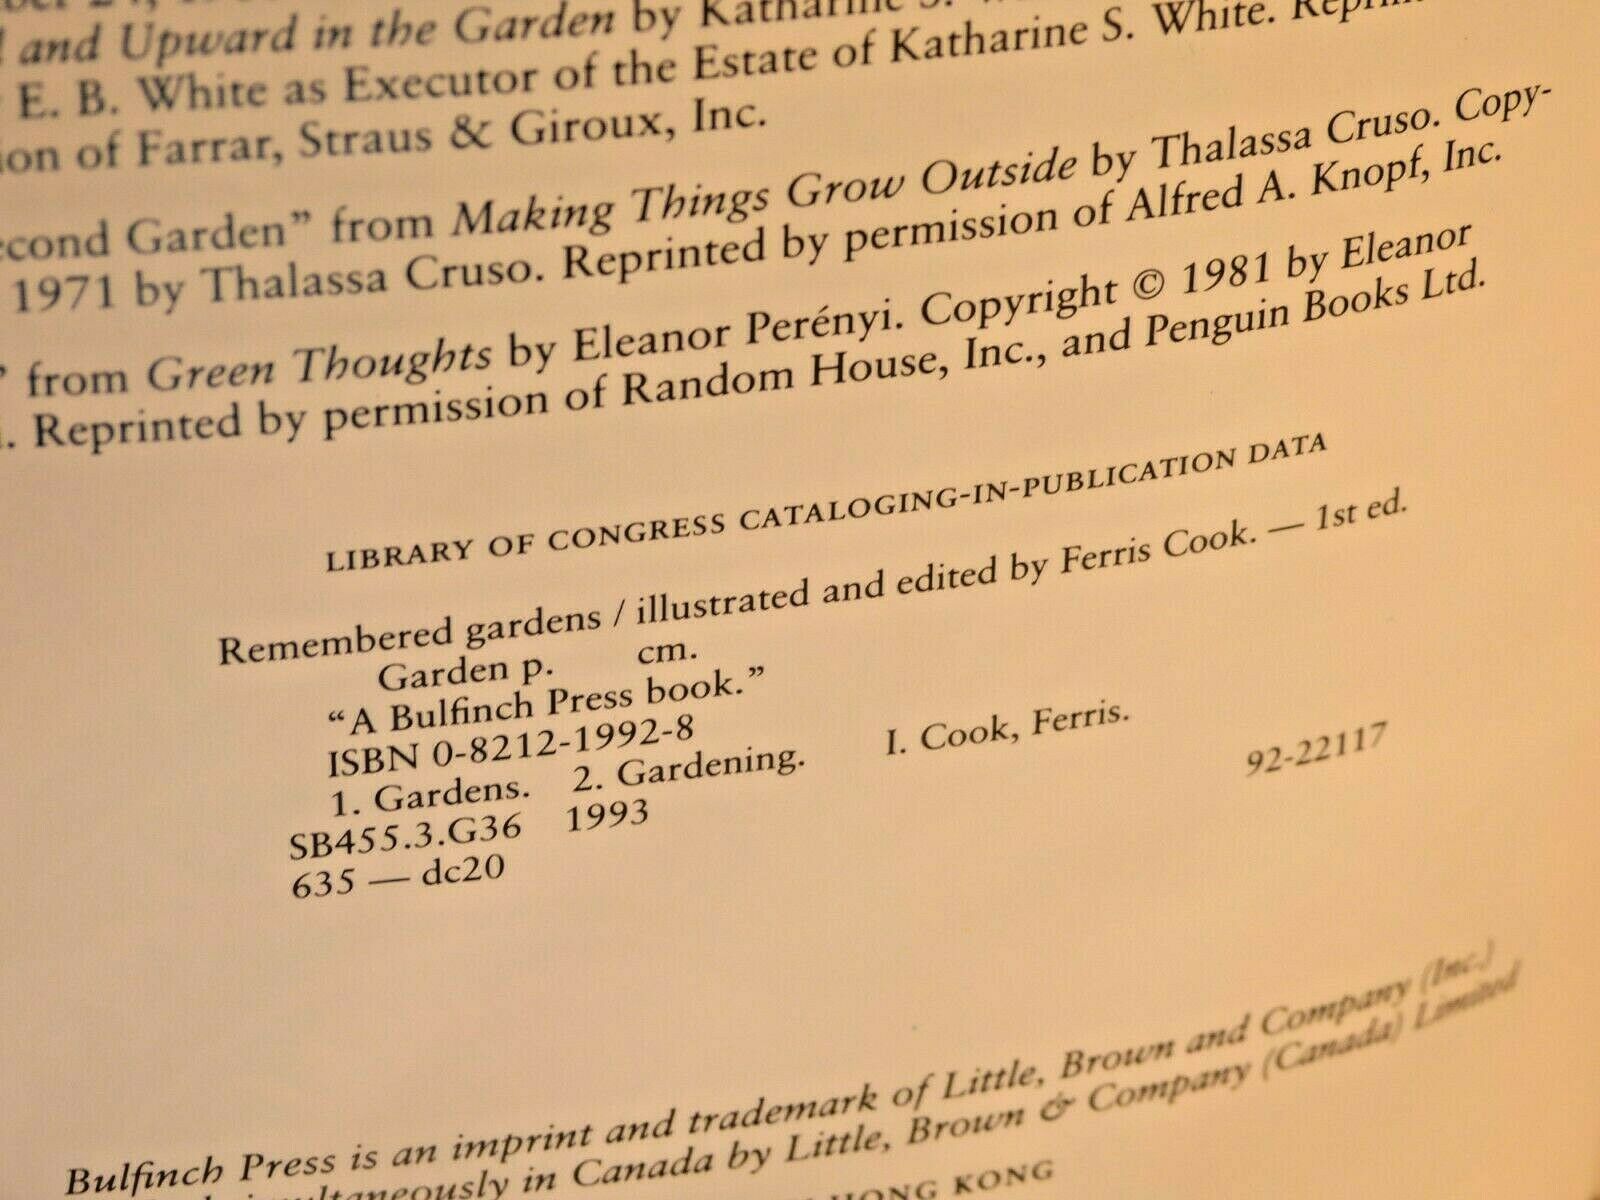 and Upward in the Garden by Katharine S.
E. B. White as Executor of the Estate of Katharine S. White.
ion of Farrar, Straus & Giroux, Inc.
econd Garden” from Making Things Grow Outside by Thalassa Cruso. Copy-
1971 by Thalassa Cruso. Reprinted by permission of Alfred A. Knopf, Inc.
” from Green Thoughts by Eleanor Perényi. Copyright © 1981 by Eleanor
. Reprinted by permission of Random House, Inc., and Penguin Books Ltd.
LIBRARY OF CONGRESS CATALOGING-IN-PUBLICATION DATA
Remembered gardens / illustrated and edited by Ferris Cook. — 1st ed.
Garden p. cm.
“A Bulfinch Press book.”
ISBN 0-8212-1992-8
1. Gardens. 2. Gardening. I. Cook, Ferris.
SB455.3.G36 1993 92-22117
635 — dc20
Bulfinch Press is an imprint and trademark of Little, Brown and Company (Inc.)
simultaneously in Canada by Little, Brown & Company (Canada) Limited
HONG KONG